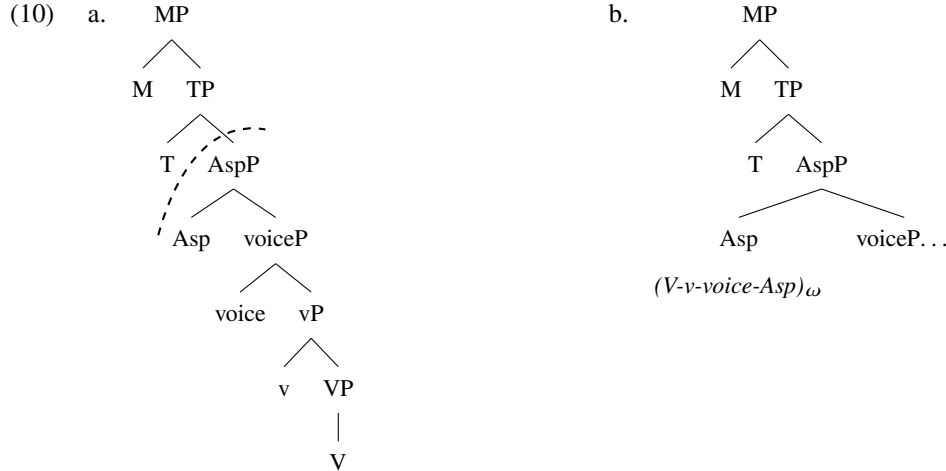 (10) a. MP b. MP
M TP M TP
T AspP T AspP
Asp voiceP Asp voiceP. . .
(V-v-voice-Asp)ω
voice vP
v VP
V